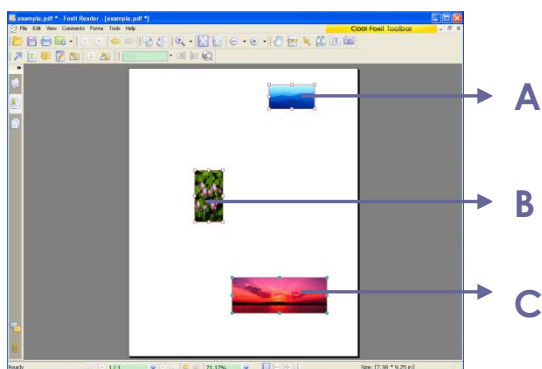 example.pdf * - Foxit Reader - [example.pdf *]
File Edit View Comments Forms Tools Help
Cool Foxit Toolbar
A
B
C
Ready
1/1
71.17%
Size: [7.38 * 9.25 in]